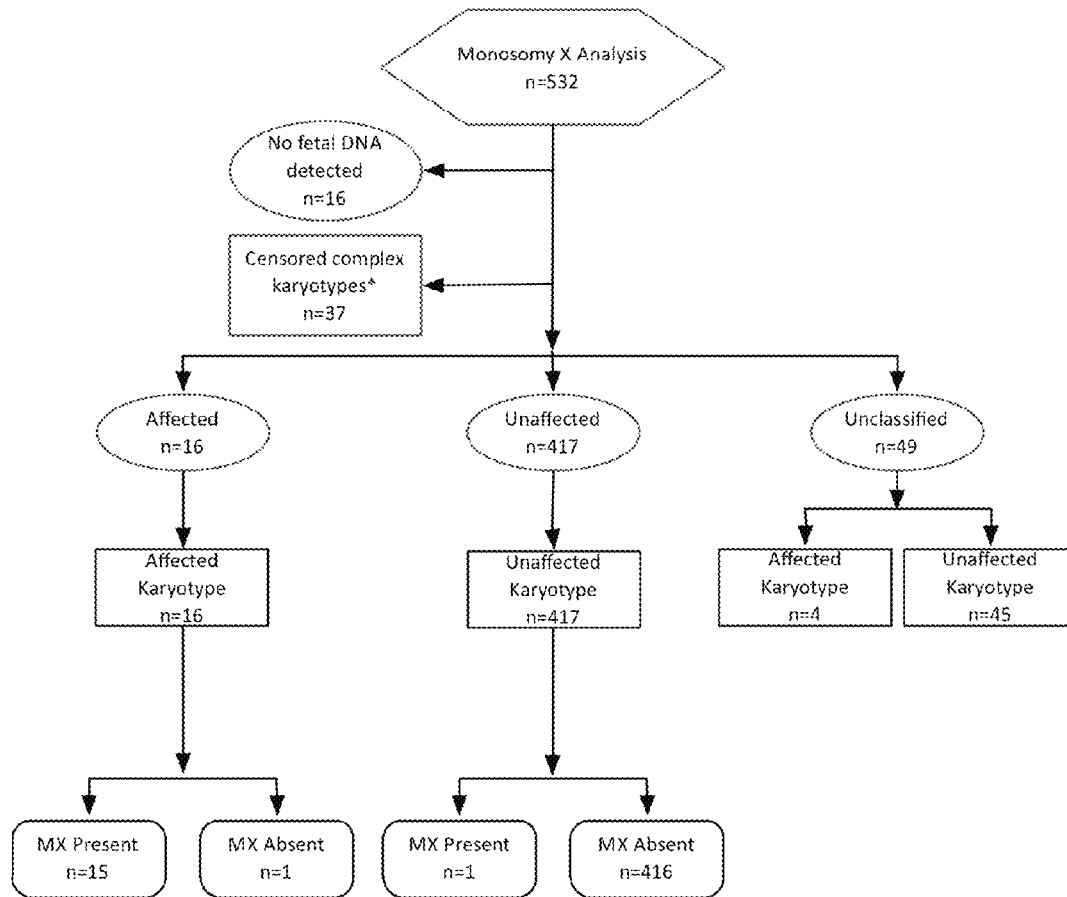 Monosomy X Analysis
n=532
No fetal DNA
detected
n=16
Censored complex
karyotypes*
n=37
Affected
n=16
Unaffected
n=417
Unclassified
n=49
Affected
Karyotype
n=16
Unaffected
Karyotype
n=417
Affected
Karyotype
n=4
Unaffected
Karyotype
n=45
MX Present
n=15
MX Absent
n=1
MX Present
n=1
MX Absent
n=416